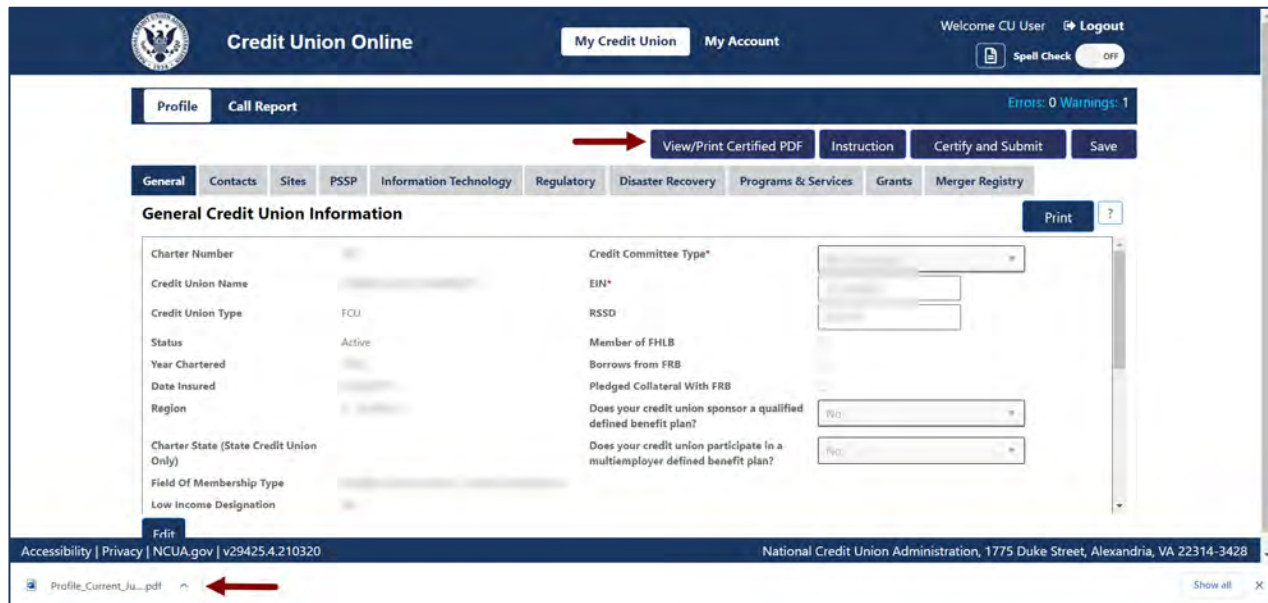 Welcome CU User Logout
Credit Union Online My Credit Union My Account
Spell Check OFF
Profile Call Report Errors: 0 Warnings: 1
View/Print Certified PDF Instruction Certify and Submit Save
General Contacts Sites PSSP Information Technology Regulatory Disaster Recovery Programs & Services Grants Merger Registry
General Credit Union Information Print ?
Charter Number Credit Committee Type*
Credit Union Name EIN*
Credit Union Type FCU RSSD
Status Active Member of FHLB
Year Chartered Borrows from FRB
Date Insured Pledged Collateral With FRB
Region Does your credit union sponsor a qualified
defined benefit plan? No
Charter State (State Credit Union
Only) Does your credit union participate in a
multiemployer defined benefit plan? No
Field Of Membership Type
Low Income Designation
Edit
Accessibility | Privacy | NCUA.gov | v29425.4.210320 National Credit Union Administration, 1775 Duke Street, Alexandria, VA 22314-3428
Profile_Current_Ju....pdf Show all X